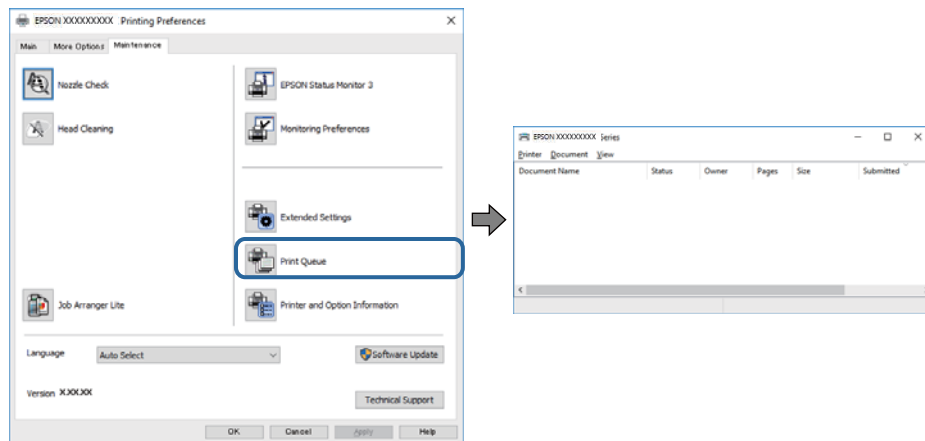 EPSON XXXXXXXXX Printing Preferences
Main More Options Maintenance
Nozzle Check
EPSON Status Monitor 3
Head Cleaning
Monitoring Preferences
Extended Settings
Print Queue
Job Arranger Lite
Printer and Option Information
Language Auto Select
Software Update
Version X.XX.XX
Technical Support
OK Cancel Apply Help
EPSON XXXXXXXXXX Series
Printer Document View
Document Name Status Owner Pages Size Submitted